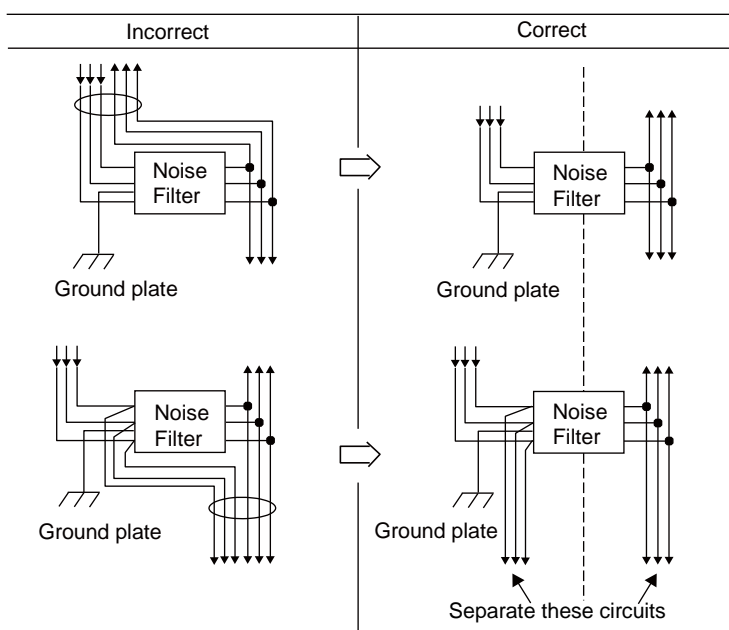 Incorrect
Correct
Noise
Filter
Ground plate
Noise
Filter
Ground plate
Noise
Filter
Ground plate
Noise
Filter
Ground plate
Separate these circuits